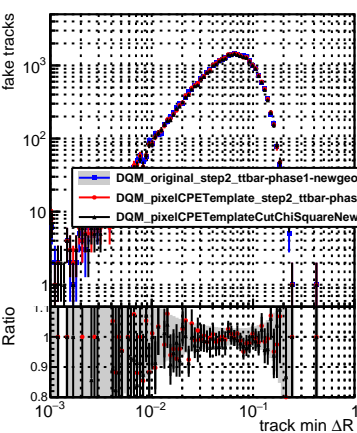 fake tracks
10³
10²
10
1
DQM_original_step2_ttbar-phase1-newgeo
DQM_pixelCPETemplate_step2_ttbar-phas
DQM_pixelCPETemplateCutChiSquareNew
Ratio
1.1
1
0.9
0.8
10⁻³ 10⁻² 10⁻¹ 1
track min ΔR